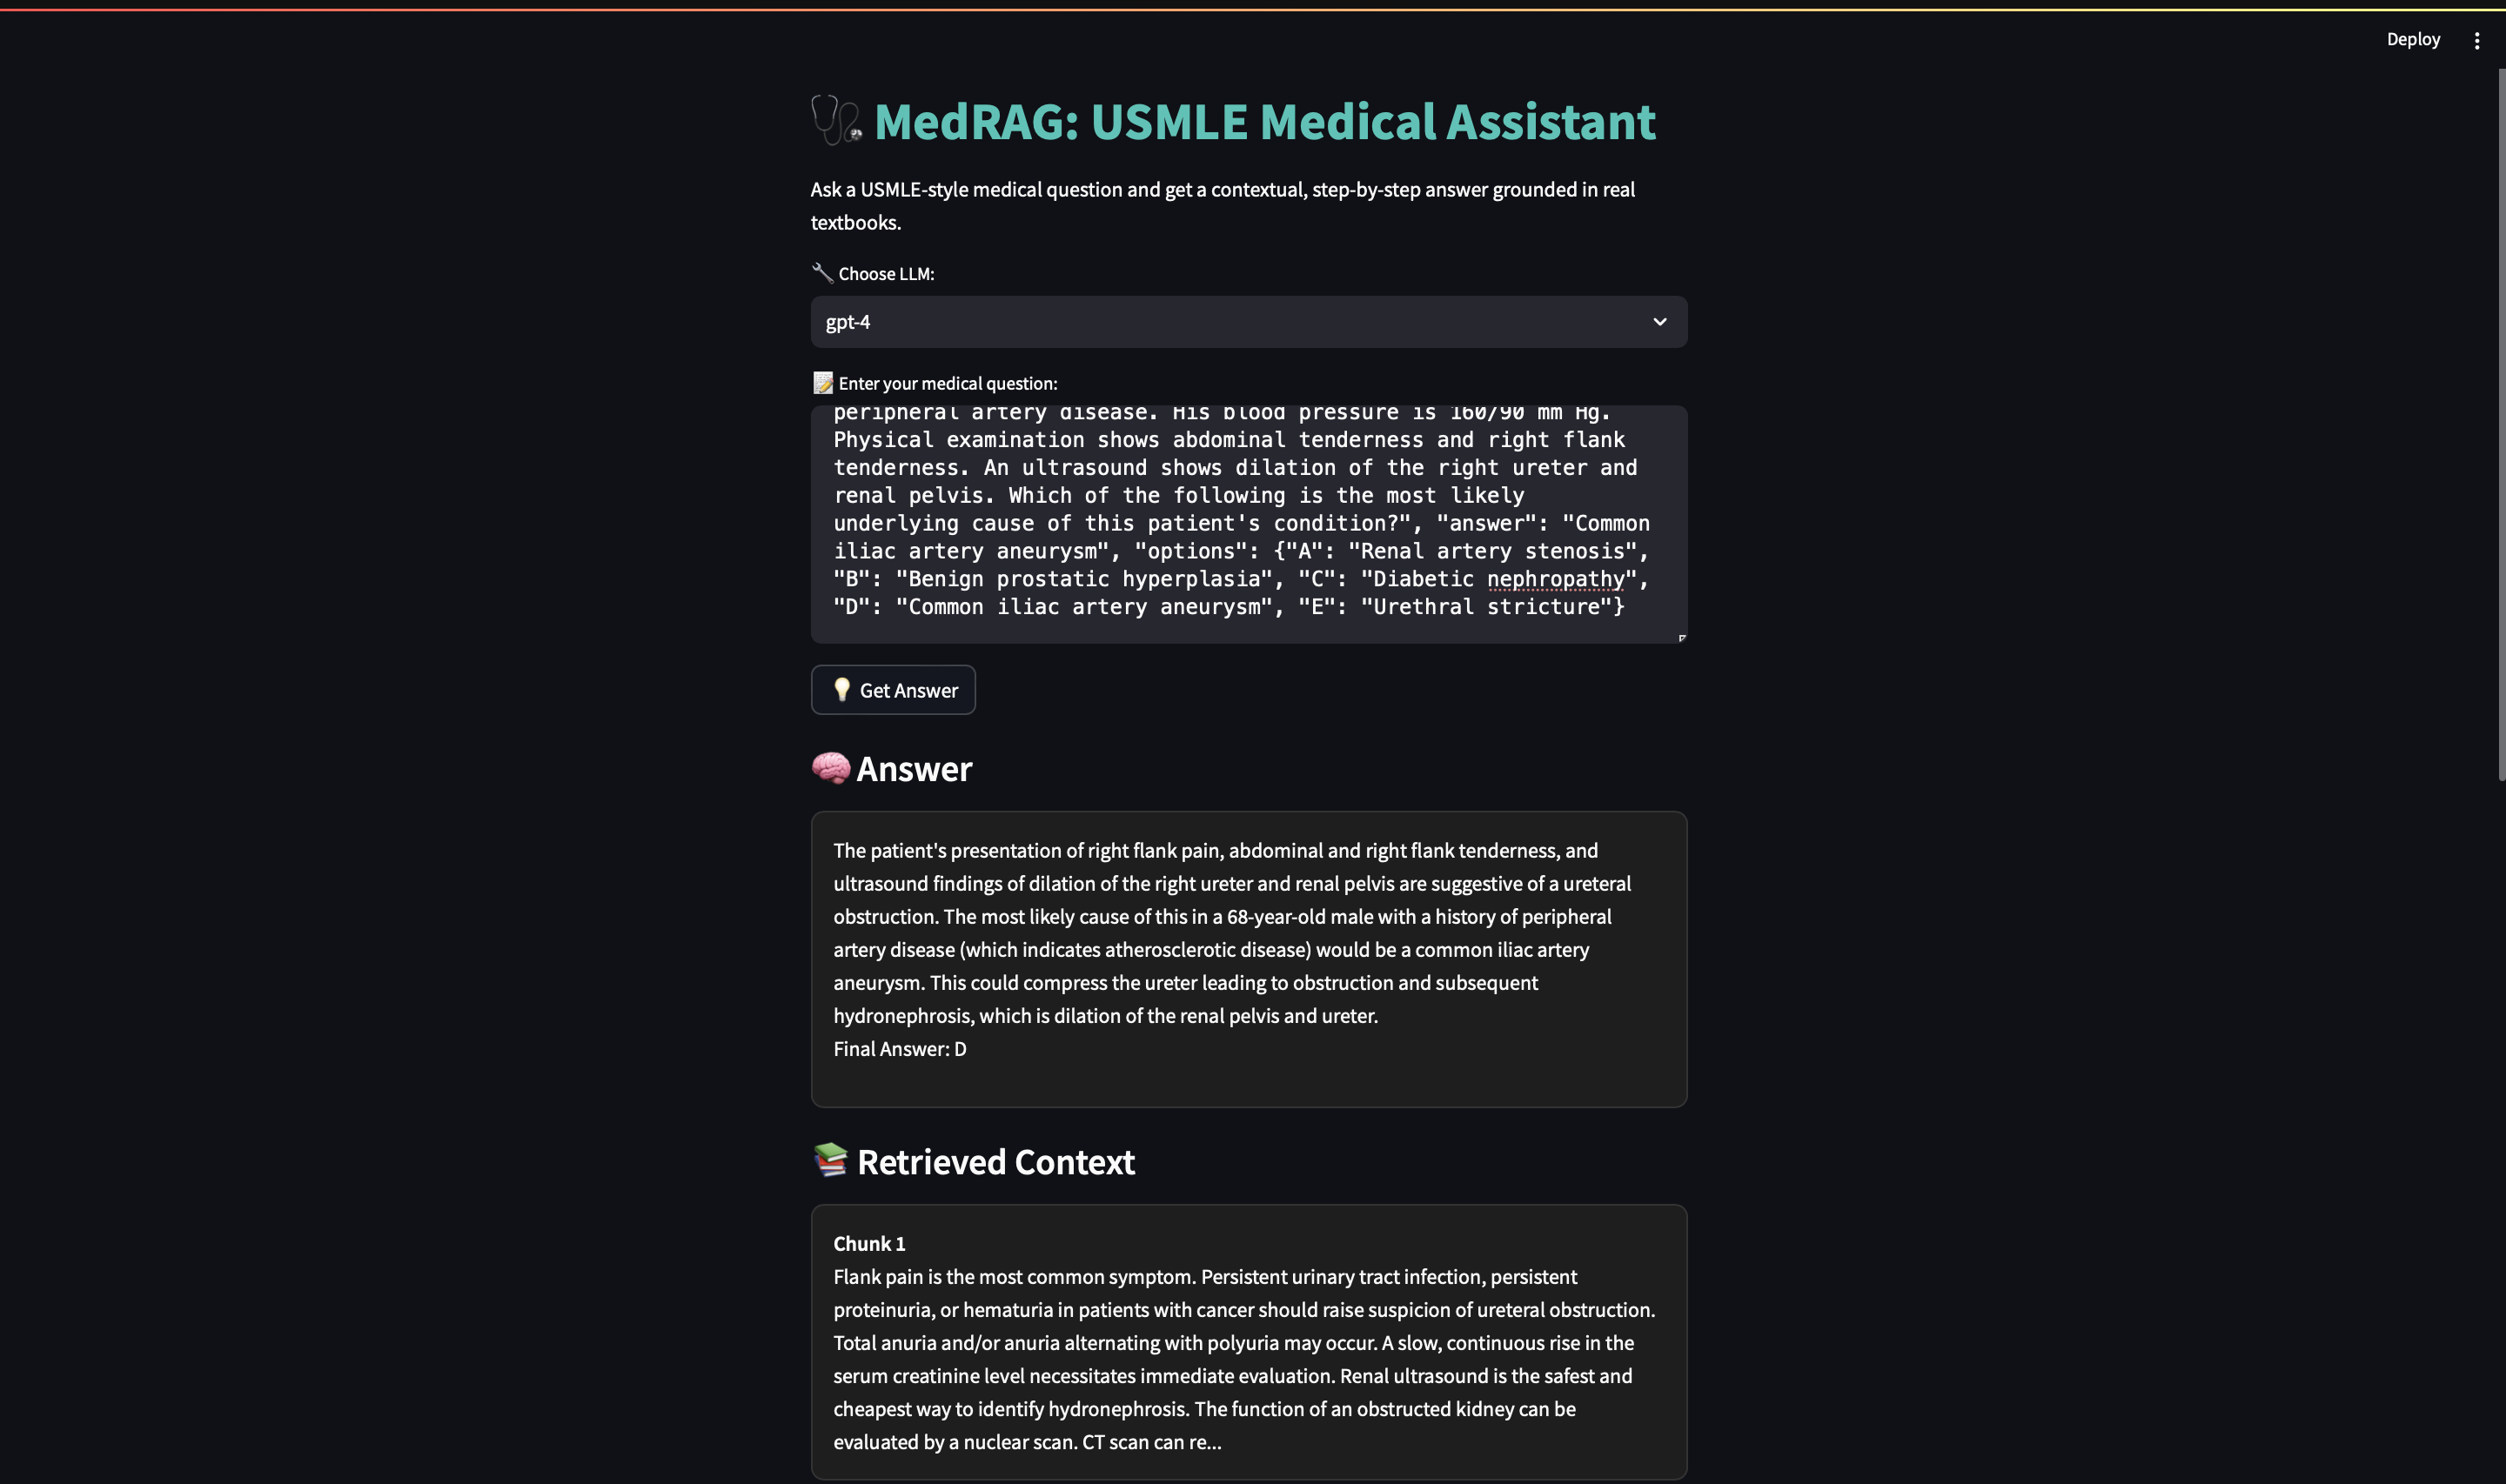 Deploy
MedRAG: USMLE Medical Assistant
Ask a USMLE-style medical question and get a contextual, step-by-step answer grounded in real
textbooks.
Choose LLM:
gpt-4
Enter your medical question:
peripheral artery disease. His blood pressure is 160/90 mm Hg.
Physical examination shows abdominal tenderness and right flank
tenderness. An ultrasound shows dilation of the right ureter and
renal pelvis. Which of the following is the most likely
underlying cause of this patient's condition?", "answer": "Common
iliac artery aneurysm", "options": {"A": "Renal artery stenosis",
"B": "Benign prostatic hyperplasia", "C": "Diabetic nephropathy",
"D": "Common iliac artery aneurysm", "E": "Urethral stricture"}
Get Answer
Answer
The patient's presentation of right flank pain, abdominal and right flank tenderness, and
ultrasound findings of dilation of the right ureter and renal pelvis are suggestive of a ureteral
obstruction. The most likely cause of this in a 68-year-old male with a history of peripheral
artery disease (which indicates atherosclerotic disease) would be a common iliac artery
aneurysm. This could compress the ureter leading to obstruction and subsequent
hydronephrosis, which is dilation of the renal pelvis and ureter.
Final Answer: D
Retrieved Context
Chunk 1
Flank pain is the most common symptom. Persistent urinary tract infection, persistent
proteinuria, or hematuria in patients with cancer should raise suspicion of ureteral obstruction.
Total anuria and/or anuria alternating with polyuria may occur. A slow, continuous rise in the
serum creatinine level necessitates immediate evaluation. Renal ultrasound is the safest and
cheapest way to identify hydronephrosis. The function of an obstructed kidney can be
evaluated by a nuclear scan. CT scan can re...